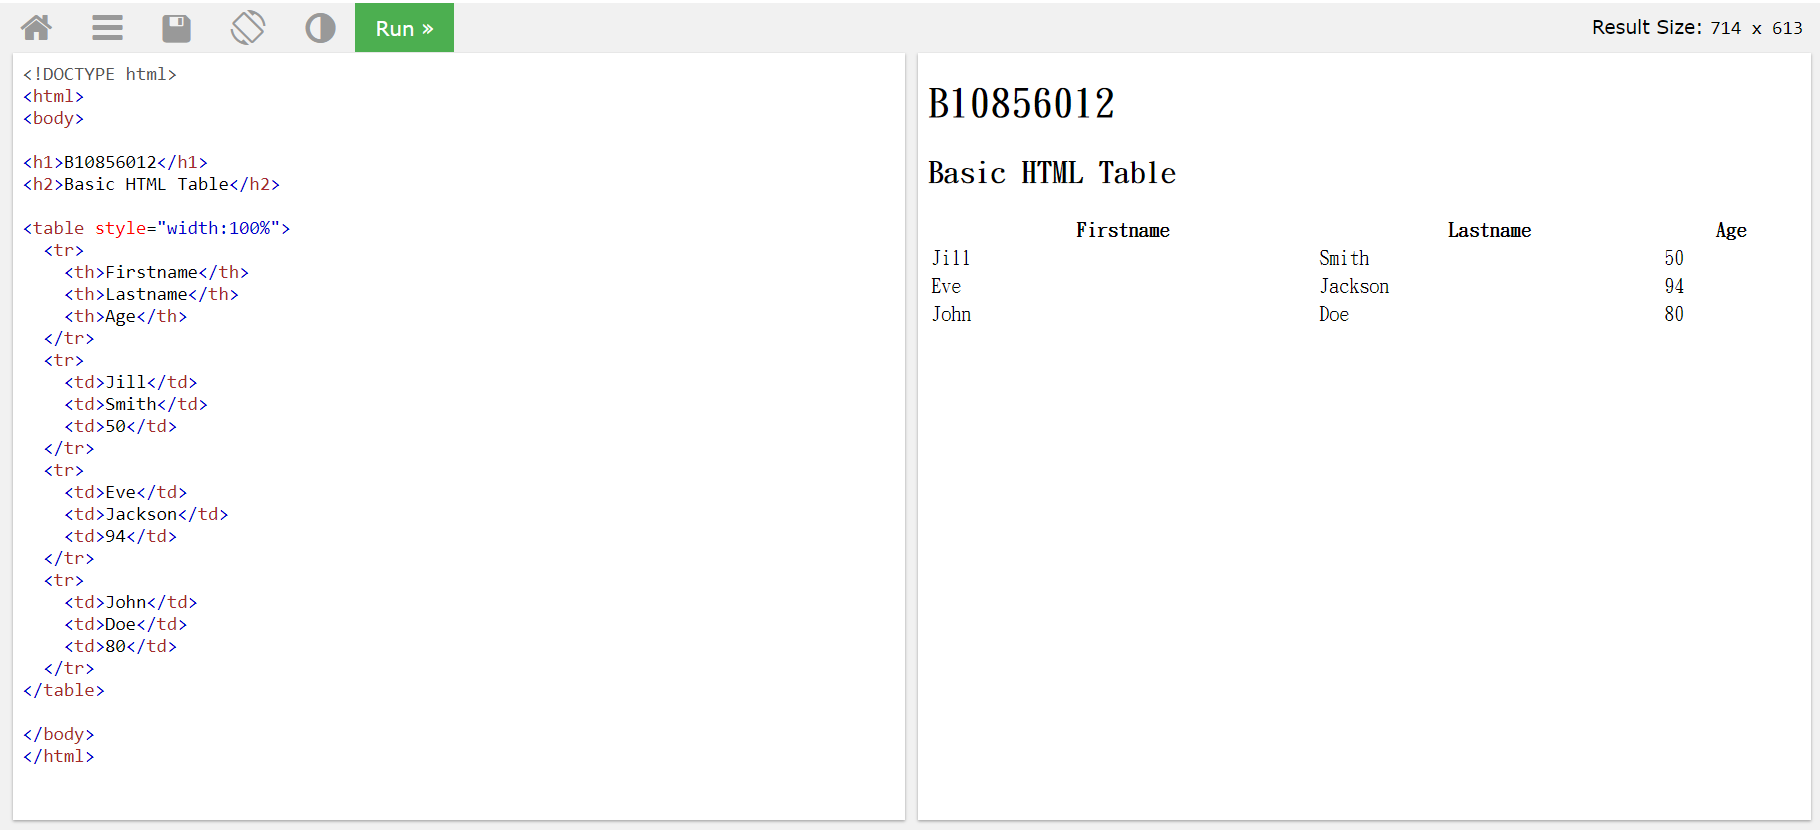 Run »
Result Size: 714 x 613
<!DOCTYPE html>
<html>
<body>
<h1>B10856012</h1>
<h2>Basic HTML Table</h2>
<table style="width:100%">
<tr>
<th>Firstname</th>
<th>Lastname</th>
<th>Age</th>
</tr>
<tr>
<td>Jill</td>
<td>Smith</td>
<td>50</td>
</tr>
<tr>
<td>Eve</td>
<td>Jackson</td>
<td>94</td>
</tr>
<tr>
<td>John</td>
<td>Doe</td>
<td>80</td>
</tr>
</table>
</body>
</html>
B10856012
Basic HTML Table
Firstname Lastname Age
Jill Smith 50
Eve Jackson 94
John Doe 80